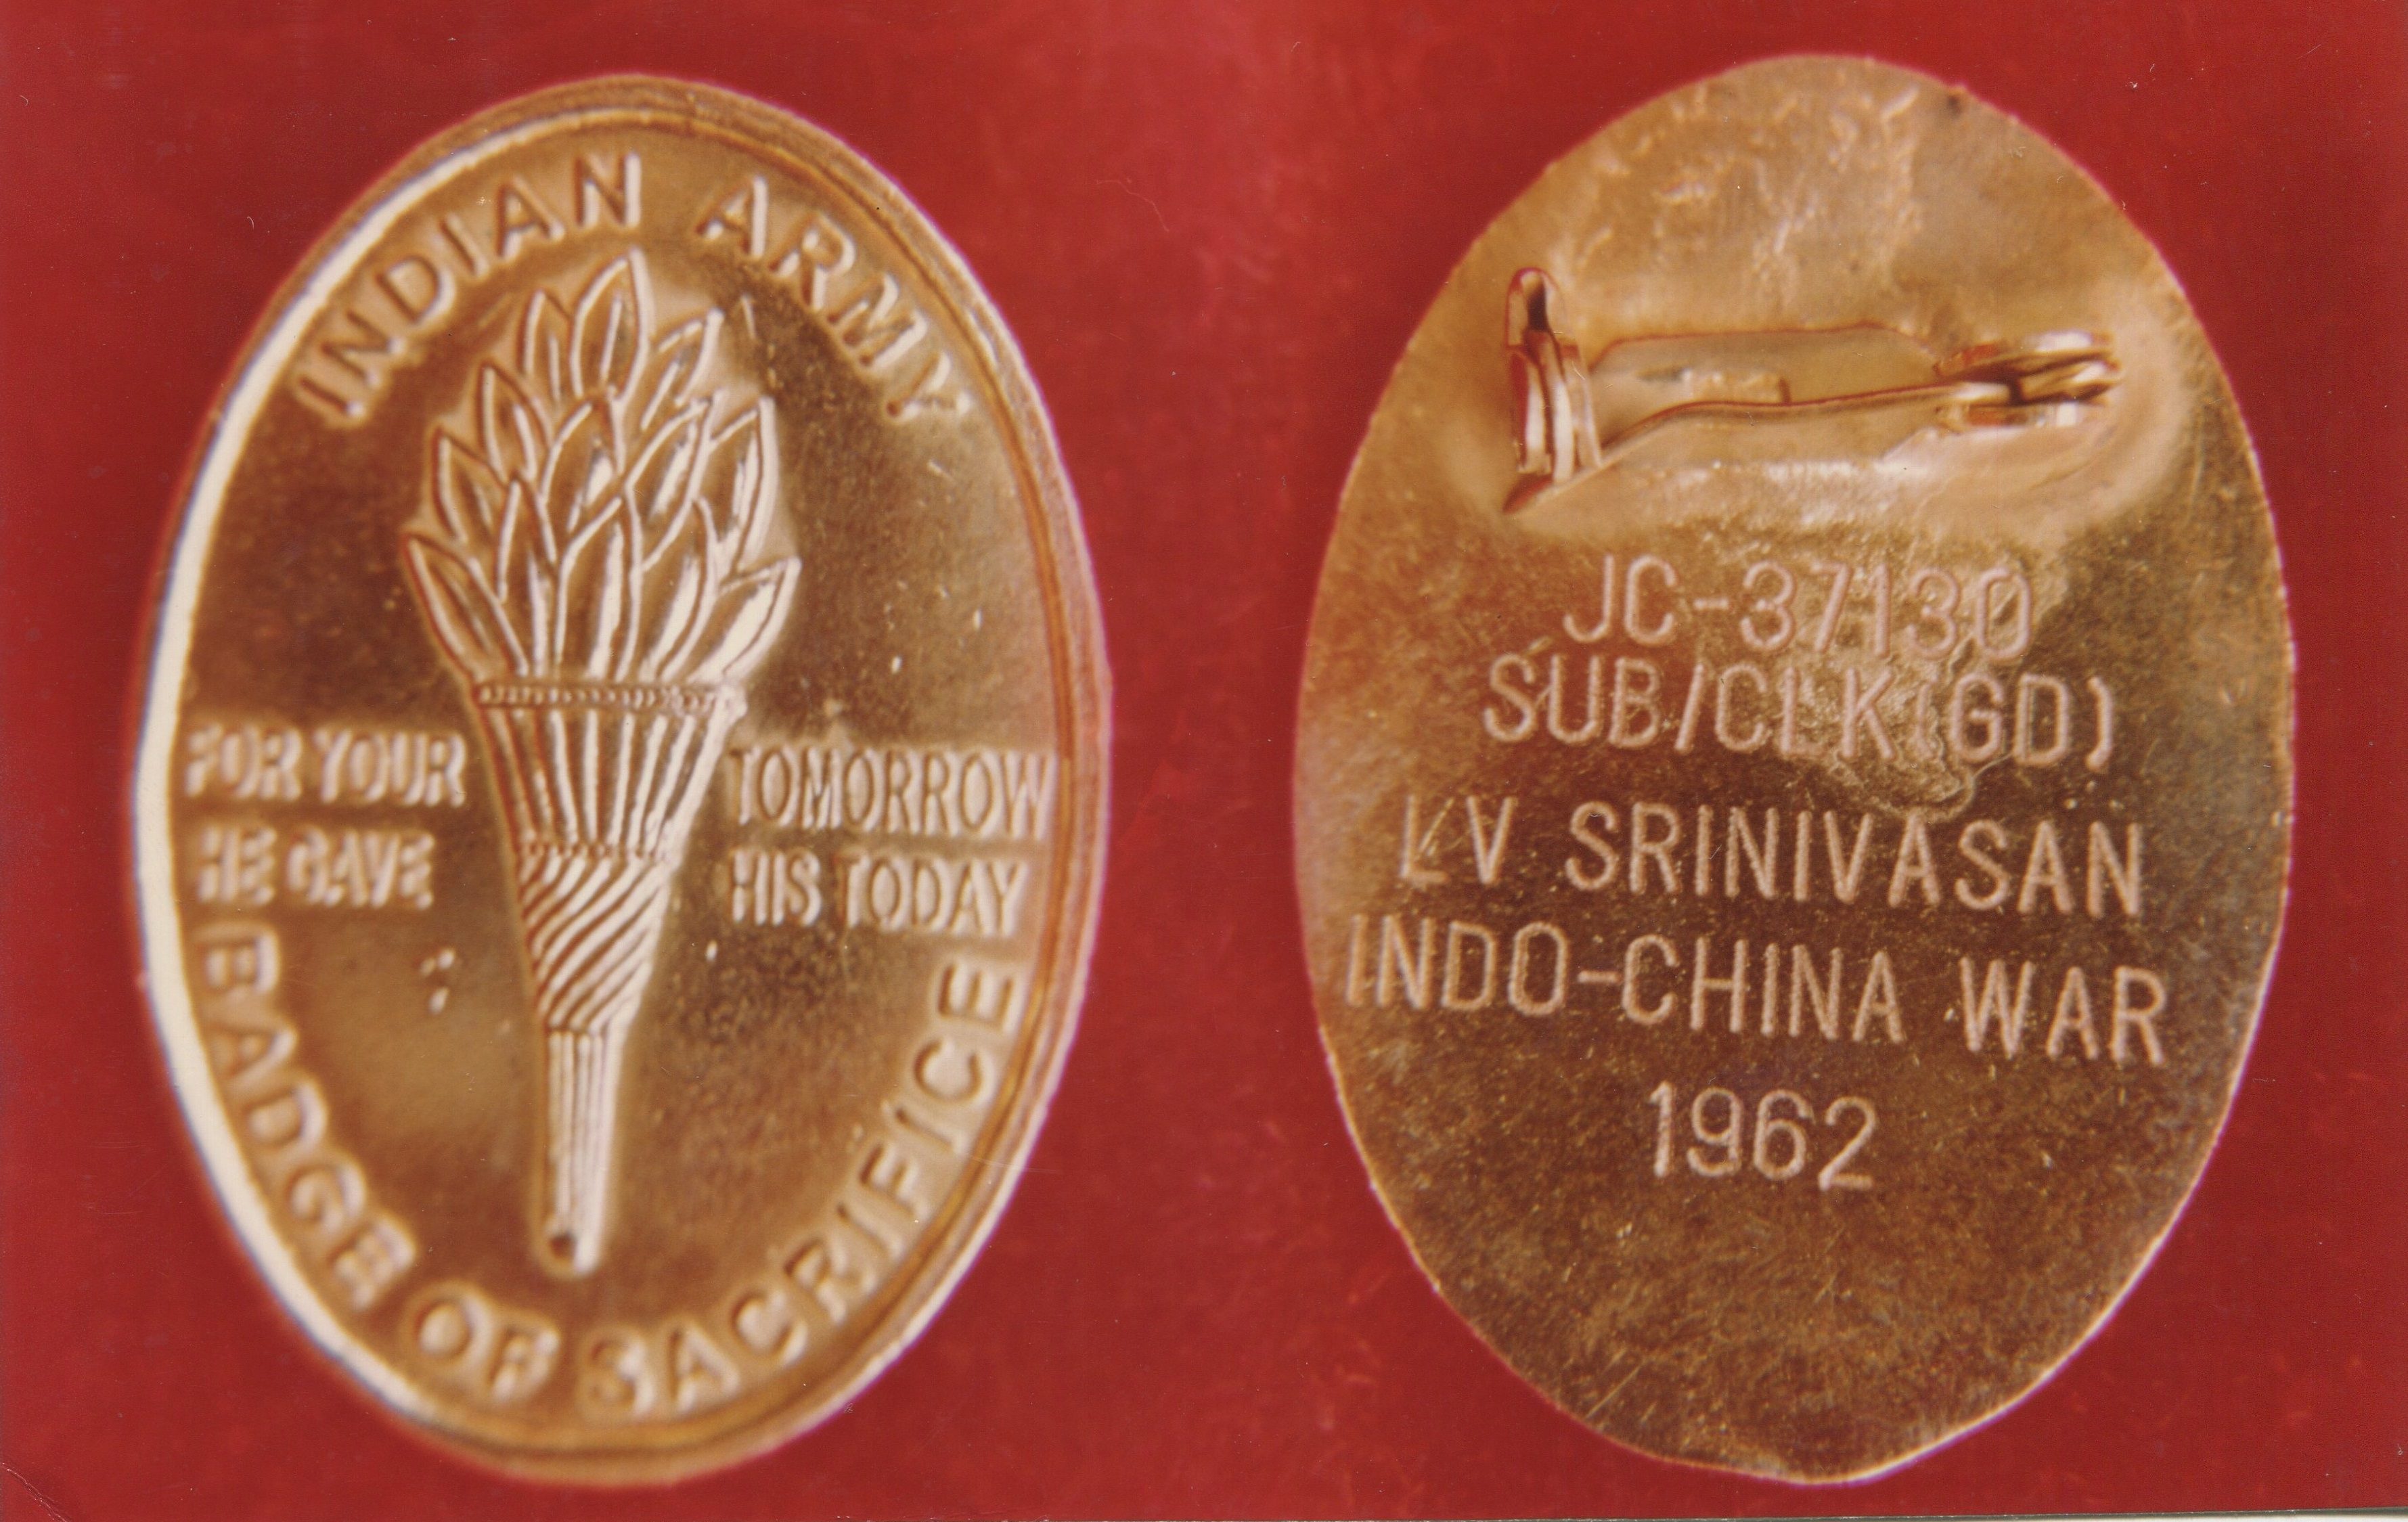 INDIAN ARMY
FOR YOUR TOMORROW
HE GAVE HIS TODAY
BADGE OF SACRIFICE
JC-37130
SUB/CLK(GD)
LV SRINIVASAN
INDO-CHINA WAR
1962